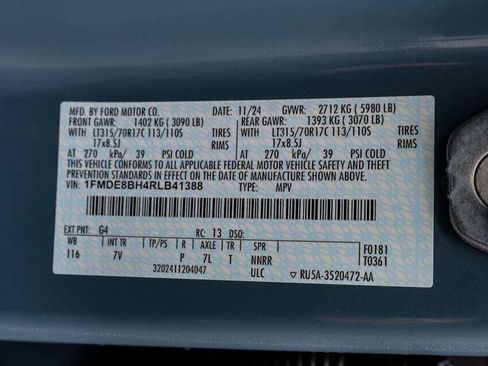 MFD. BY FORD MOTOR CO. 11/24 GVWR: 2712 KG ( 5980 LB)
FRONT GAWR: 1402 KG ( 3090 LB) REAR GAWR: 1393 KG ( 3070 LB)
WITH LT315/70R17C 113/110S TIRES WITH LT315/70R17C 113/110S TIRES
17x8.5J RIMS 17x8.5J RIMS
AT 270 kPa/ 39 PSI COLD AT 270 kPa/ 39 PSI COLD
THIS VEHICLE CONFORMS TO ALL APPLICABLE FEDERAL MOTOR VEHICLE SAFETY AND THEFT
PREVENTION STANDARDS IN EFFECT ON THE DATE OF MANUFACTURE SHOWN ABOVE.
VIN: 1FMDE8BH4RLB41388 TYPE: MPV
EXT PNT: G4 RC: 13 DSO: F0181
WB INT TR TP/PS R AXLE TR SPR T0361
116 7V P 7L T NNRR
3202411204047 ULC RU5A-3520472-AA